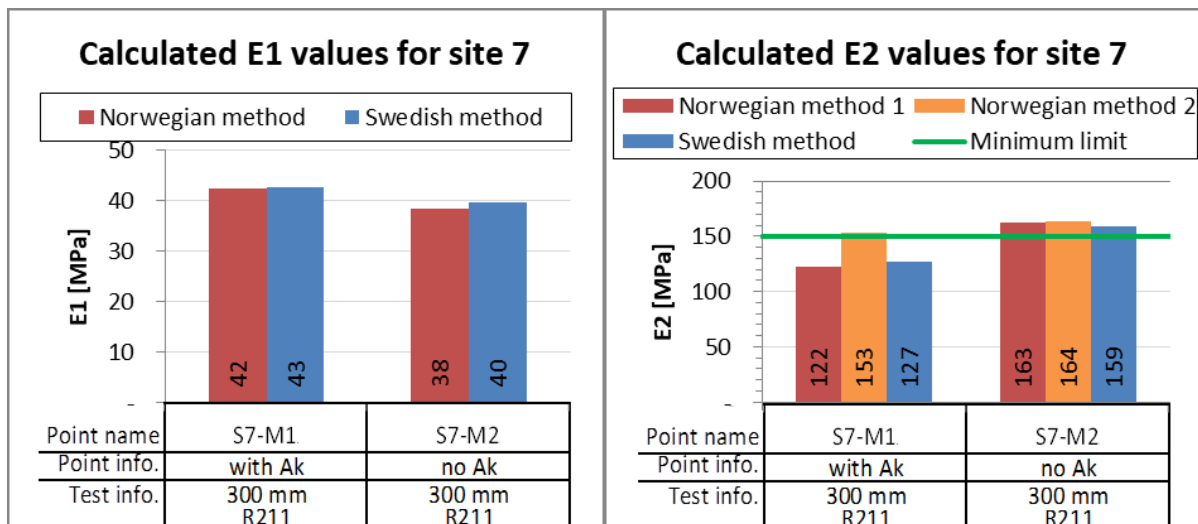 Calculated E1 values for site 7
Norwegian method Swedish method
50
40
30
20
10
-
E1 [MPa]
42 43 38 40
Point name S7-M1 S7-M2
Point info. with Ak no Ak
Test info. 300 mm 300 mm
R211 R211
Calculated E2 values for site 7
Norwegian method 1 Norwegian method 2
Swedish method Minimum limit
200
150
100
50
-
E2 [MPa]
122 153 127 163 164 159
Point name S7-M1 S7-M2
Point info. with Ak no Ak
Test info. 300 mm 300 mm
R211 R211